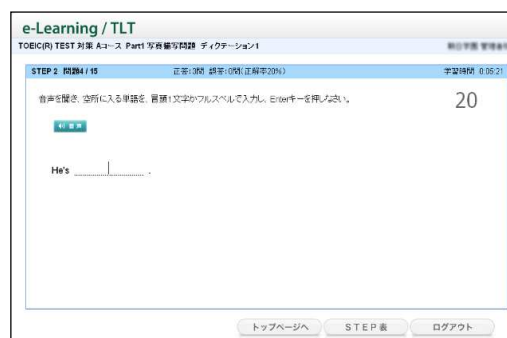 e-Learning / TLT
TOEIC(R) TEST 対策 Aコース Part1 写真描写問題 ディクテーション1
STEP 2 問題04 / 15 正答:3問 誤答:0問(正解率20%) 学習時間 0:05:21
音声を聞き、空所に入る単語を、冒頭1文字かフルスペルで入力し、Enterキーを押しなさい。
20
音声
He's .
トップページへ STEP表 ログアウト